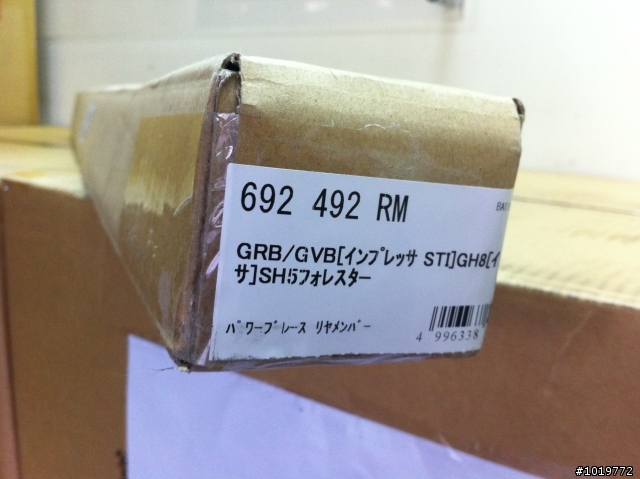 692 492 RM
BA
GRB/GVB[インプレッサ STI]GH8[イ
サ]SH5フォレスター
パワーブレース リヤメンバー
4 996338
#1019772